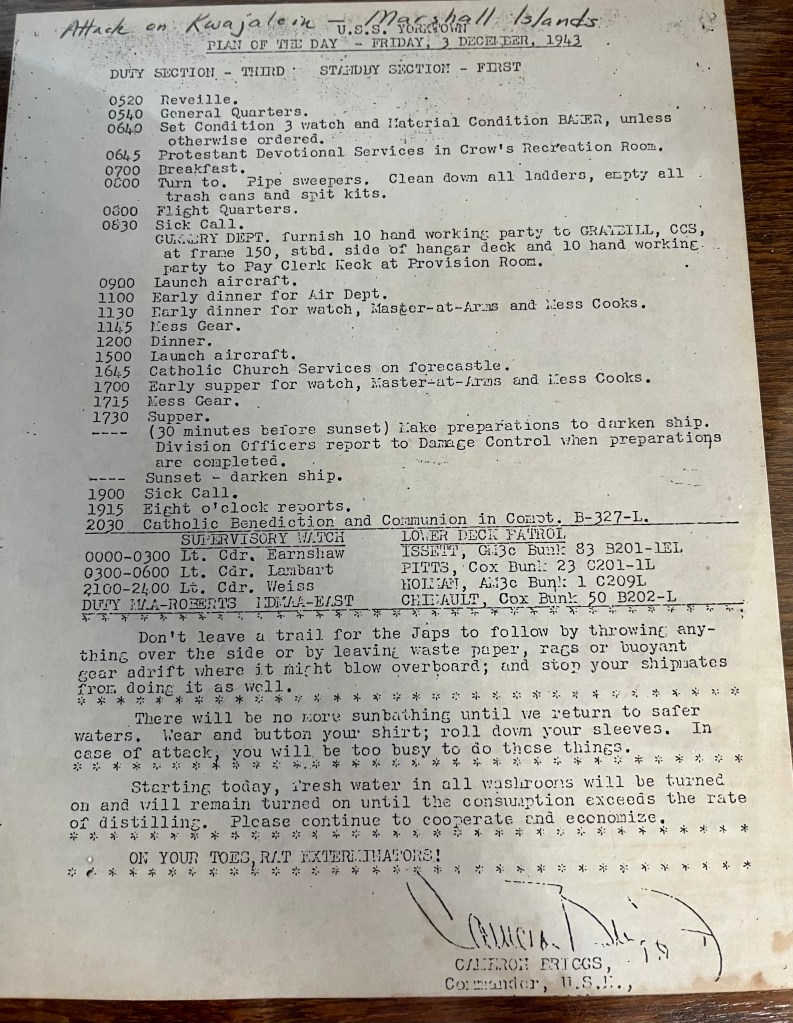 Attack on Kwajalein – Marshall Islands
U.S.S. YORKTOWN
PLAN OF THE DAY - FRIDAY, 3 DECEMBER, 1943
DUTY SECTION - THIRD STANDBY SECTION - FIRST
0520 Reveille.
0540 General Quarters.
0640 Set Condition 3 watch and Material Condition BAKER, unless
otherwise ordered.
0645 Protestant Devotional Services in Crew's Recreation Room.
0700 Breakfast.
0800 Turn to. Pipe sweepers. Clean down all ladders, empty all
trash cans and spit kits.
0800 Flight Quarters.
0830 Sick Call.
GUNNERY DEPT. furnish 10 hand working party to GRAYBILL, CCS,
at frame 150, stbd. side of hangar deck and 10 hand working
party to Pay Clerk Heck at Provision Room.
0900 Launch aircraft.
1100 Early dinner for Air Dept.
1130 Early dinner for watch, Master-at-Arms and Mess Cooks.
1145 Mess Gear.
1200 Dinner.
1500 Launch aircraft.
1645 Catholic Church Services on forecastle.
1700 Early supper for watch, Master-at-Arms and Mess Cooks.
1715 Mess Gear.
1730 Supper.
---- (30 minutes before sunset) Make preparations to darken ship.
Division Officers report to Damage Control when preparations
are completed.
---- Sunset - darken ship.
1900 Sick Call.
1915 Eight o'clock reports.
2030 Catholic Benediction and Communion in Compt. B-327-L.
SUPERVISORY WATCH LOWER DECK PATROL
0000-0300 Lt. Cdr. Earnshaw ISSETT, GM3c Bunk 83 B201-1EL
0300-0600 Lt. Cdr. Lambart PITTS, Cox Bunk 23 C201-1L
2100-2400 Lt. Cdr. Weiss HOLMAN, AM3c Bunk 1 C209L
DUTY MAA-ROBERTS MDMAA-EAST CHINAULT, Cox Bunk 50 B202-L
* * * * * * * * * * * * * * * * * * * * * * * * * * * * * *
Don't leave a trail for the Japs to follow by throwing any-
thing over the side or by leaving waste paper, rags or buoyant
gear adrift where it might blow overboard; and stop your shipmates
from doing it as well.
* * * * * * * * * * * * * * * * * * * * * * * * * * * * * *
There will be no more sunbathing until we return to safer
waters. Wear and button your shirt; roll down your sleeves. In
case of attack, you will be too busy to do these things.
* * * * * * * * * * * * * * * * * * * * * * * * * * * * * *
Starting today, fresh water in all washrooms will be turned
on and will remain turned on until the consumption exceeds the rate
of distilling. Please continue to cooperate and economize.
* * * * * * * * * * * * * * * * * * * * * * * * * * * * * *
ON YOUR TOES, RAT EXTERMINATORS!
* * * * * * * * * * * * * * * * * * * * * * * * * * * * * *
Cameron Briggs
CAMERON BRIGGS,
Commander, U.S.N.,